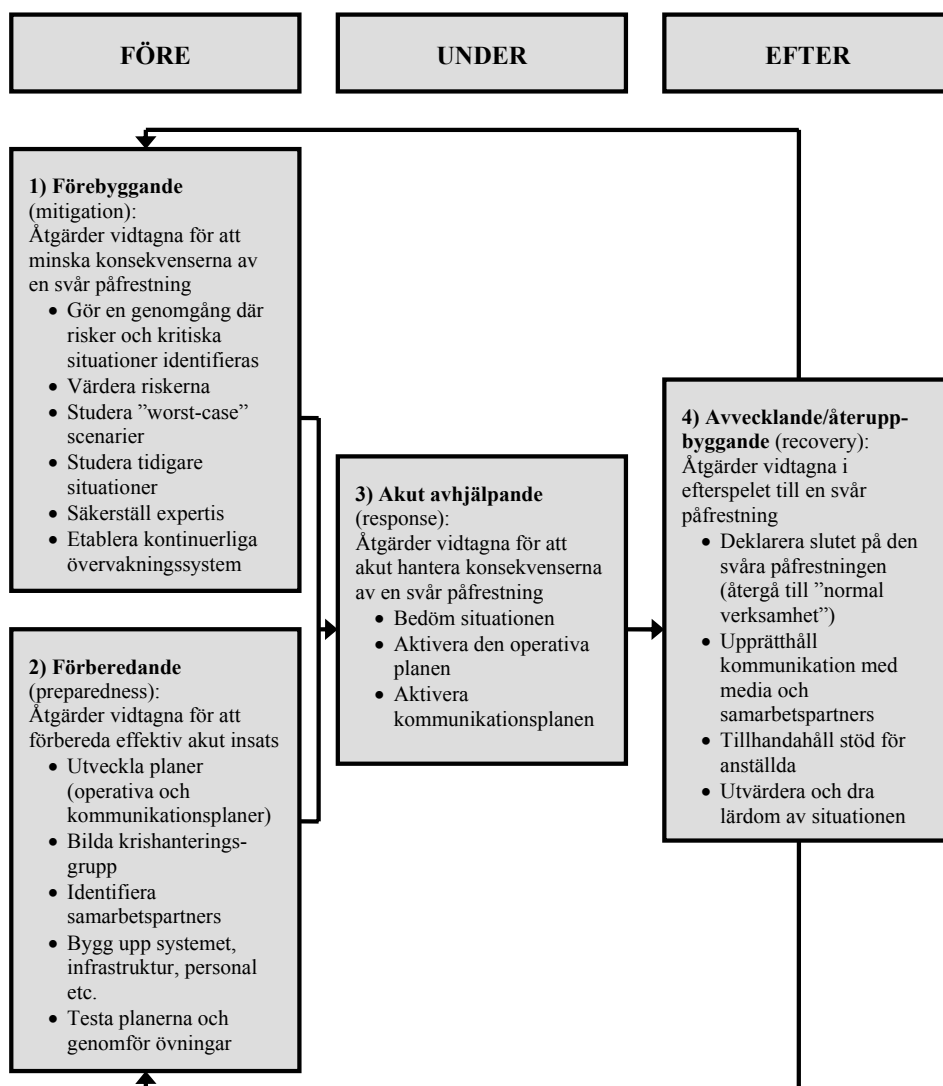 FÖRE
UNDER
EFTER
1) Förebyggande
(mitigation):
Åtgärder vidtagna för att
minska konsekvenserna av
en svår påfrestning
• Gör en genomgång där
risker och kritiska
situationer identifieras
• Värdera riskerna
• Studera ”worst-case”
scenarier
• Studera tidigare
situationer
• Säkerställ expertis
• Etablera kontinuerliga
övervakningssystem
2) Förberedande
(preparedness):
Åtgärder vidtagna för att
förbereda effektiv akut insats
• Utveckla planer
(operativa och
kommunikationsplaner)
• Bilda krishanterings-
grupp
• Identifiera
samarbetspartners
• Bygg upp systemet,
infrastruktur, personal
etc.
• Testa planerna och
genomför övningar
3) Akut avhjälpande
(response):
Åtgärder vidtagna för att
akut hantera konsekvenserna
av en svår påfrestning
• Bedöm situationen
• Aktivera den operativa
planen
• Aktivera
kommunikationsplanen
4) Avvecklande/återupp-
byggande (recovery):
Åtgärder vidtagna i
efterspelet till en svår
påfrestning
• Deklarera slutet på den
svåra påfrestningen
(återgå till ”normal
verksamhet”)
• Upprätthåll
kommunikation med
media och
samarbetspartners
• Tillhandahåll stöd för
anställda
• Utvärdera och dra
lärdom av situationen